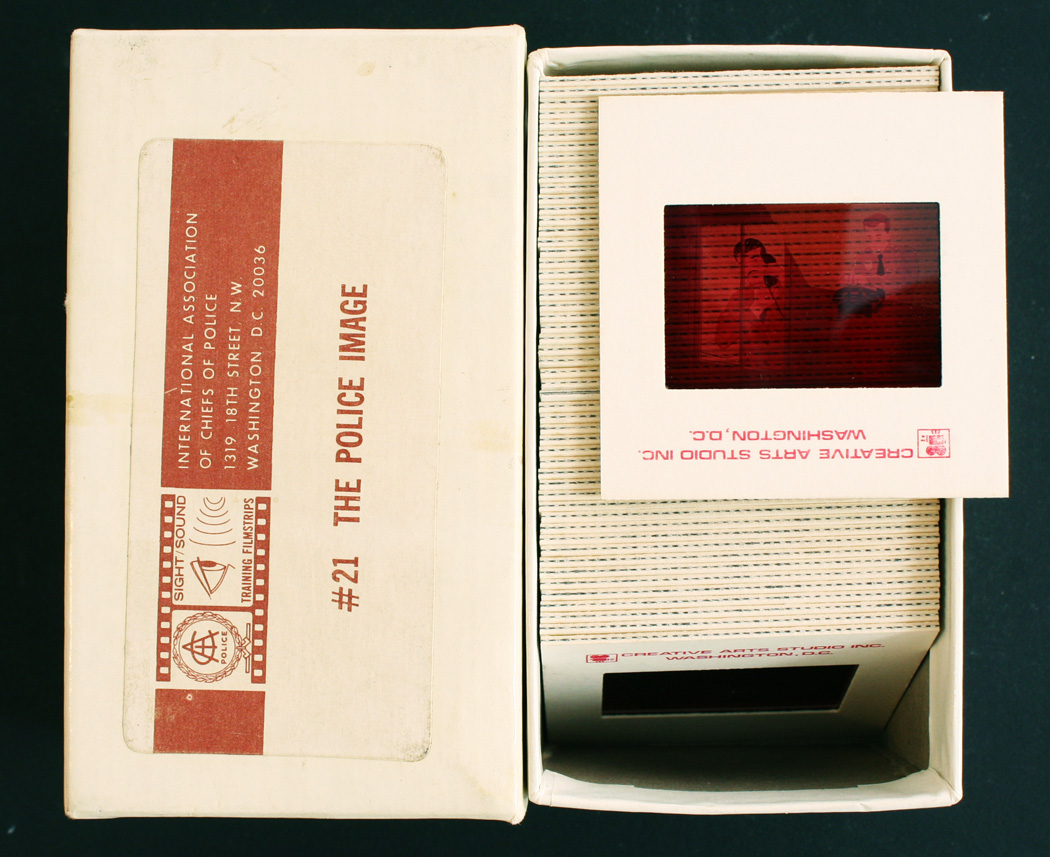 INTERNATIONAL ASSOCIATION
OF CHIEFS OF POLICE
1319 18TH STREET, N.W.
WASHINGTON D.C. 20036
SIGHT/SOUND
TRAINING FILMSTRIPS
POLICE
#21 THE POLICE IMAGE
CREATIVE ARTS STUDIO INC.
WASHINGTON, D.C.
CREATIVE ARTS STUDIO INC.
WASHINGTON, D.C.